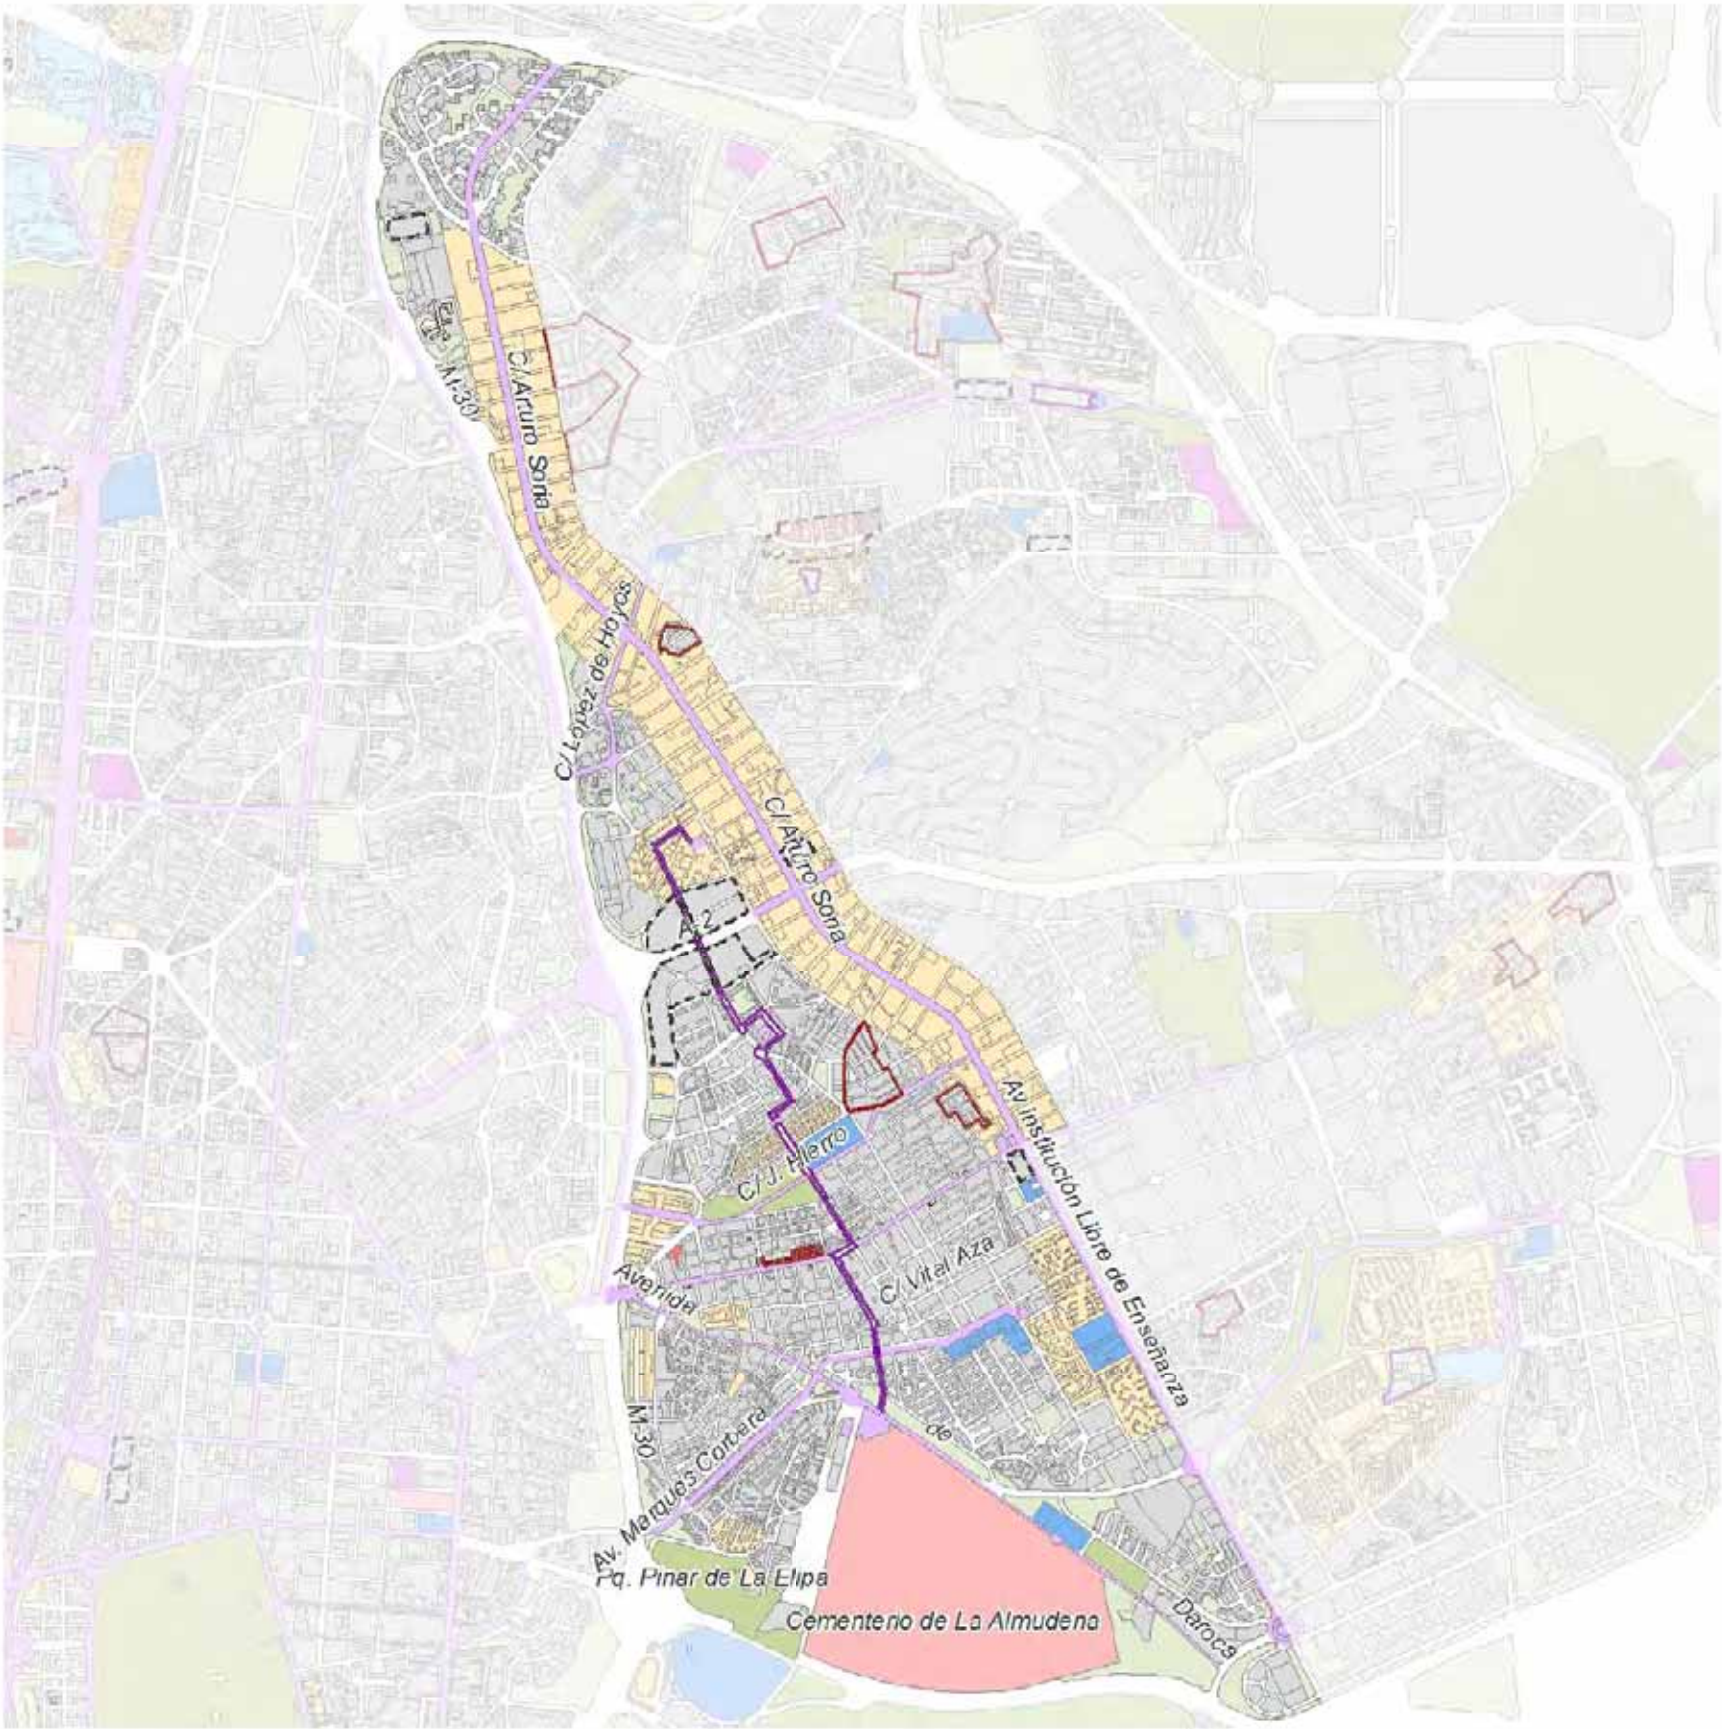 M-30
C/ Arturo Soria
C/ López de Hoyos
C/ Arturo Soria
A-2
Av institución Libre de Enseñanza
C/ J. Hierro
C/ Vital Aza
Avenida
M-30
Av. Marques Corbera
de
Pq. Pinar de La Elipa
Cementerio de La Almudena
Daroca